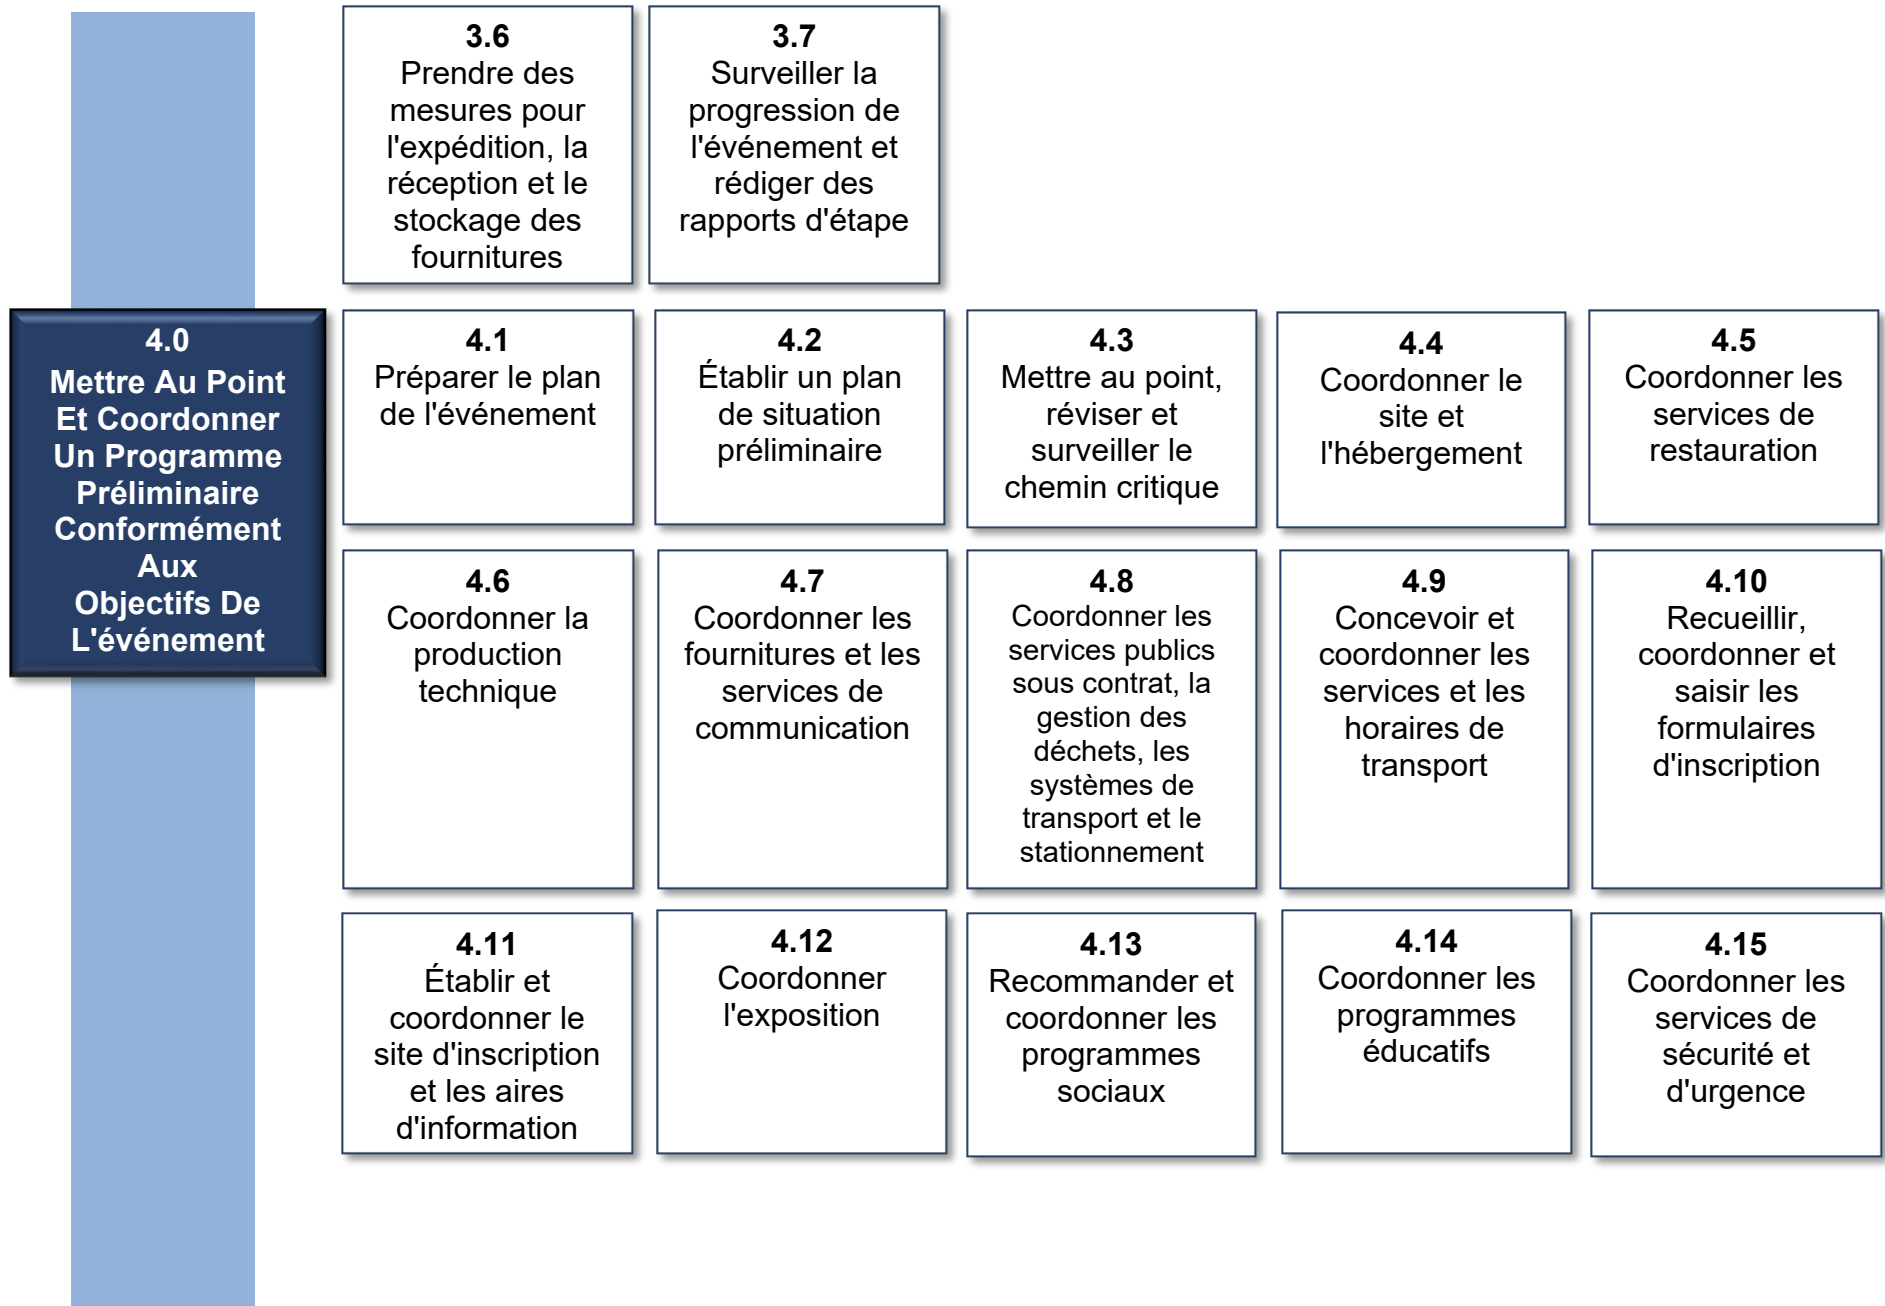 3.6
Prendre des
mesures pour
l'expédition, la
réception et le
stockage des
fournitures
3.7
Surveiller la
progression de
l'événement et
rédiger des
rapports d'étape
4.0
Mettre Au Point
Et Coordonner
Un Programme
Préliminaire
Conformément
Aux
Objectifs De
L'événement
4.1
Préparer le plan
de l'événement
4.2
Établir un plan
de situation
préliminaire
4.3
Mettre au point,
réviser et
surveiller le
chemin critique
4.4
Coordonner le
site et
l'hébergement
4.5
Coordonner les
services de
restauration
4.6
Coordonner la
production
technique
4.7
Coordonner les
fournitures et les
services de
communication
4.8
Coordonner les
services publics
sous contrat, la
gestion des
déchets, les
systèmes de
transport et le
stationnement
4.9
Concevoir et
coordonner les
services et les
horaires de
transport
4.10
Recueillir,
coordonner et
saisir les
formulaires
d'inscription
4.11
Établir et
coordonner le
site d'inscription
et les aires
d'information
4.12
Coordonner
l'exposition
4.13
Recommander et
coordonner les
programmes
sociaux
4.14
Coordonner les
programmes
éducatifs
4.15
Coordonner les
services de
sécurité et
d'urgence